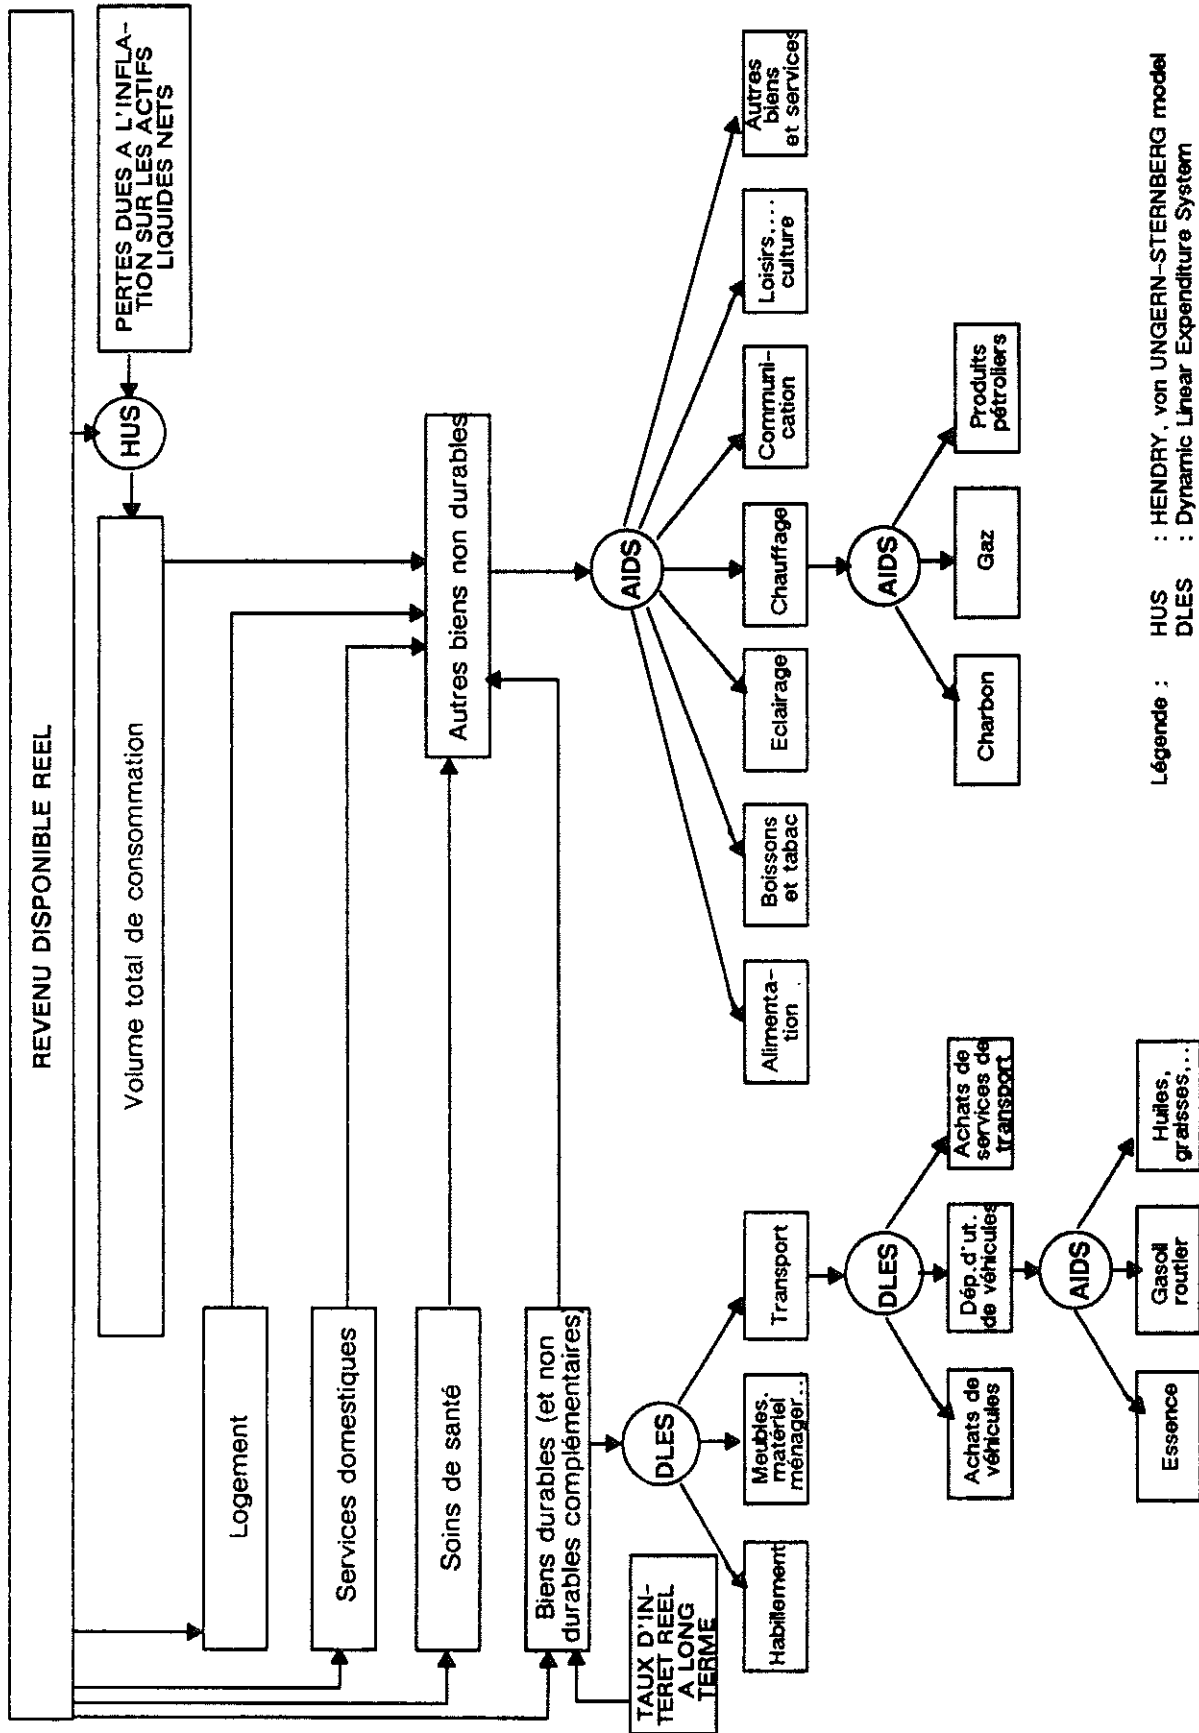 REVENU DISPONIBLE REEL
PERTES DUES A L'INFLA-
TION SUR LES ACTIFS
LIQUIDES NETS
HUS
Volume total de consommation
Logement
Services domestiques
Soins de santé
Biens durables (et non
durables complémentaires)
Autres biens non durables
TAUX D'IN-
TERET REEL
A LONG
TERME
DLES
AIDS
Habillement
Meubles,
matériel
ménager...
Transport
Alimenta-
tion
Boissons
et tabac
Eclairage
Chauffage
Communi-
cation
Loisirs,...
culture
Autres
biens
et services
DLES
AIDS
Achats de
véhicules
Dép.d'ut.
de véhicules
Achats de
services de
transport
Charbon
Gaz
Produits
pétroliers
AIDS
Essence
Gasoil
routier
Huiles,
graisses,..
Légende :
HUS : HENDRY, von UNGERN-STERNBERG model
DLES : Dynamic Linear Expenditure System